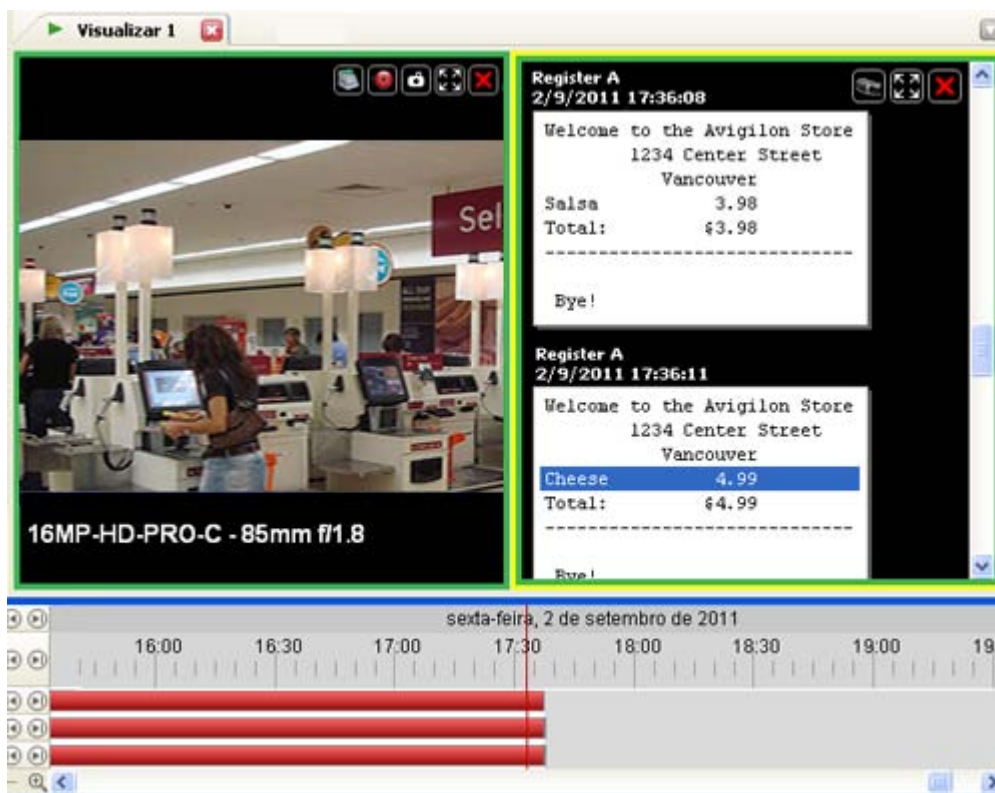 Visualizar 1
Register A
2/9/2011 17:36:08
Welcome to the Avigilon Store
1234 Center Street
Vancouver
Salsa 3.98
Total: $3.98
-----------------------------
Bye!
Register A
2/9/2011 17:36:11
Welcome to the Avigilon Store
1234 Center Street
Vancouver
Cheese 4.99
Total: $4.99
-----------------------------
Bye!
Sel
16MP-HD-PRO-C - 85mm f/1.8
sexta-feira, 2 de setembro de 2011
16:00 16:30 17:00 17:30 18:00 18:30 19:00 19